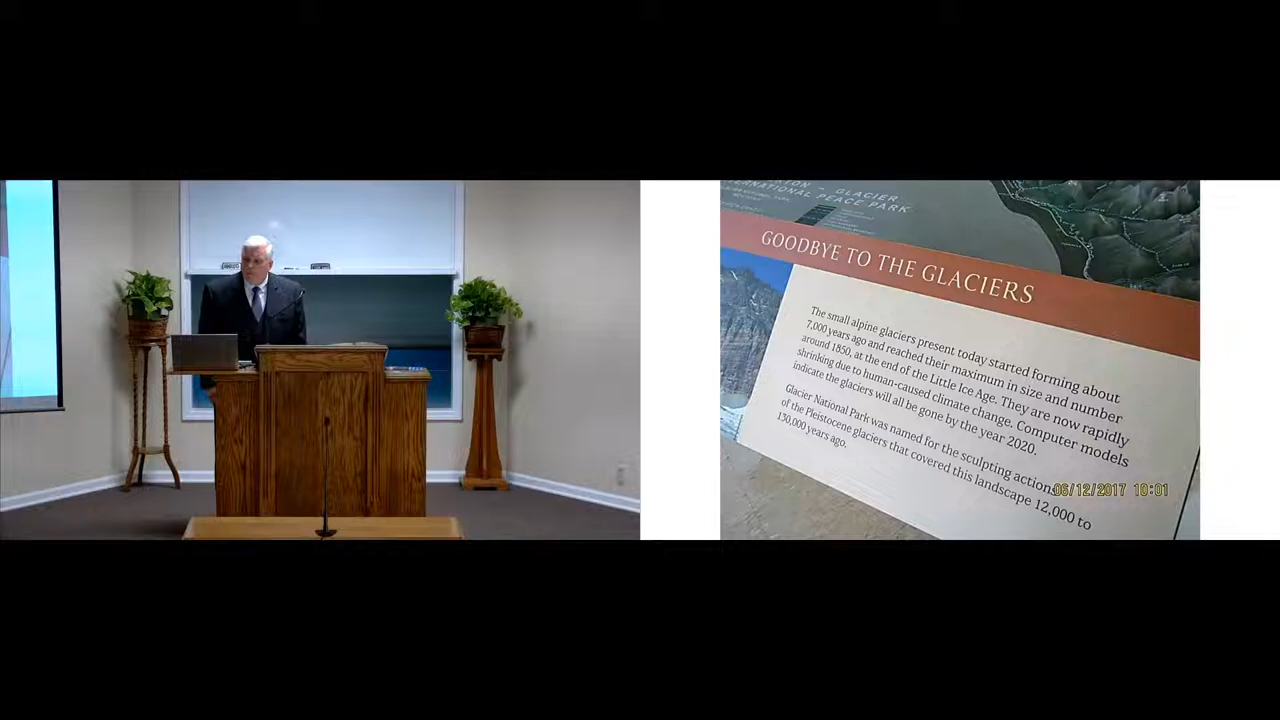 GLACIER
INTERNATIONAL PEACE PARK
GOODBYE TO THE GLACIERS
The small alpine glaciers present today started forming about
7,000 years ago and reached their maximum in size and number
around 1850, at the end of the Little Ice Age. They are now rapidly
shrinking due to human-caused climate change. Computer models
indicate the glaciers will all be gone by the year 2020.
Glacier National Park was named for the sculpting action
of the Pleistocene glaciers that covered this landscape 12,000 to
130,000 years ago.
06/12/2017 10:01